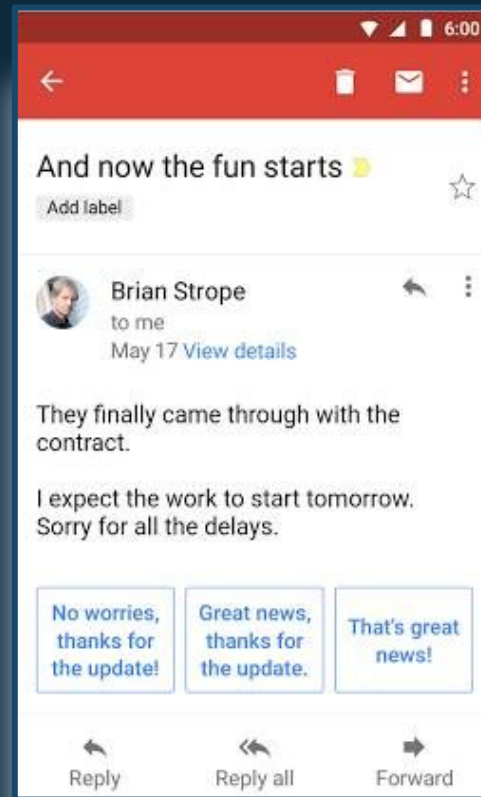 6:00
And now the fun starts
Add label
Brian Strope
to me
May 17 View details
They finally came through with the
contract.
I expect the work to start tomorrow.
Sorry for all the delays.
No worries,
thanks for
the update!
Great news,
thanks for
the update.
That's great
news!
Reply
Reply all
Forward